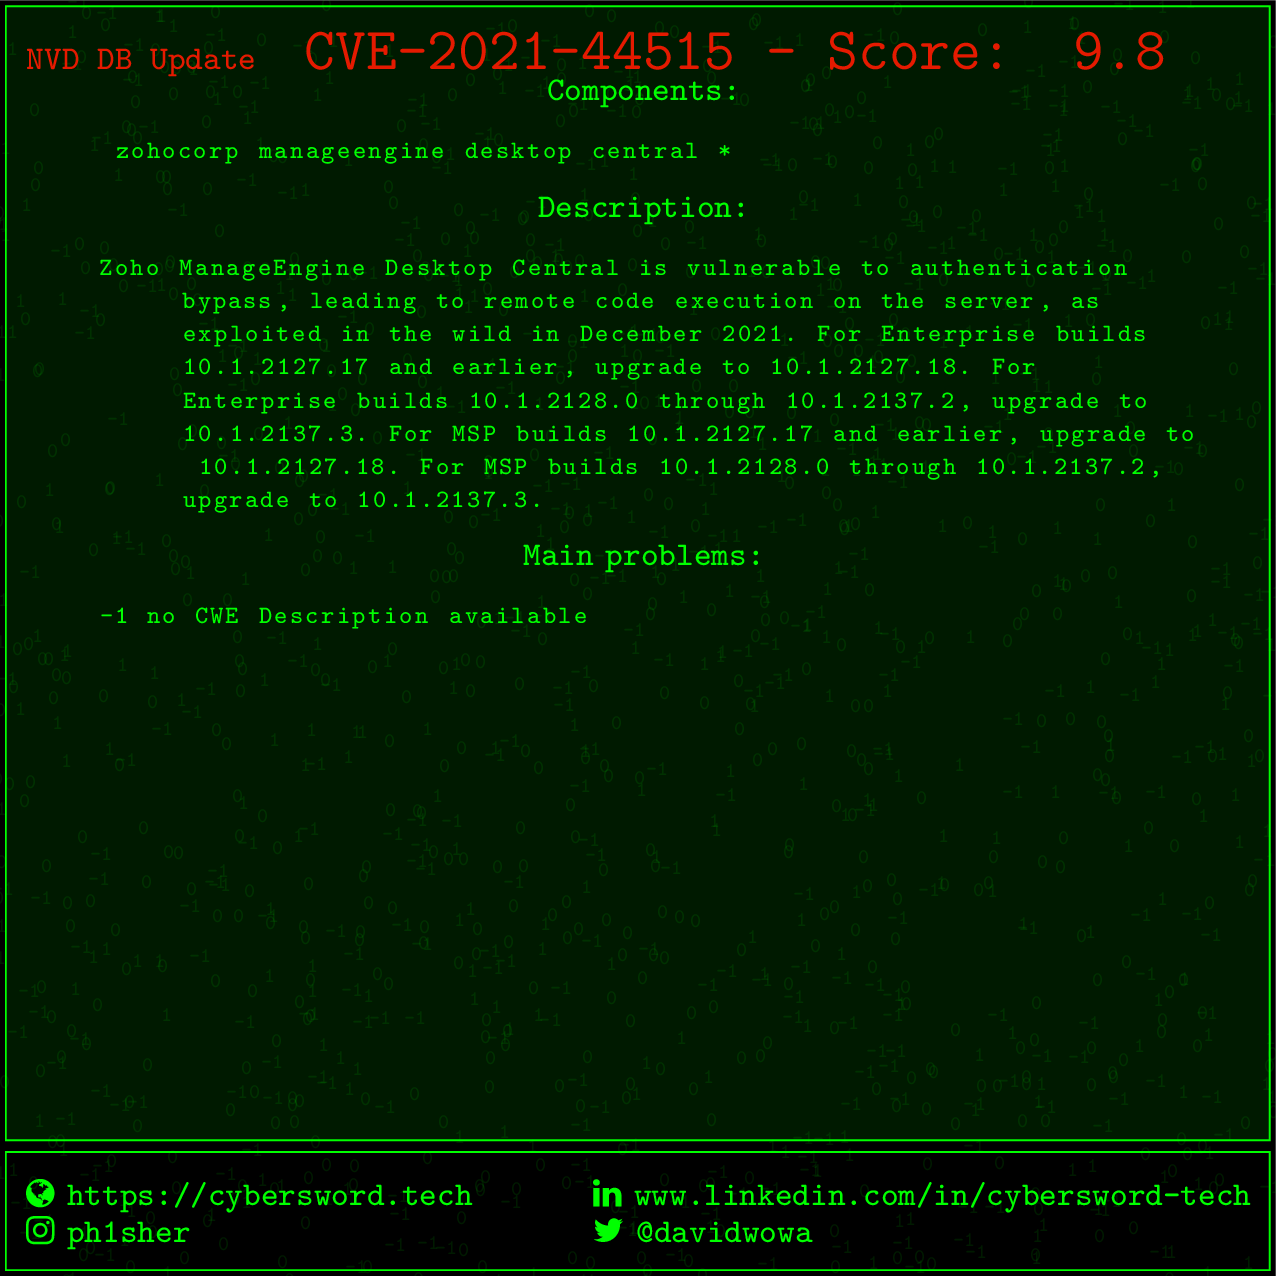 NVD DB Update CVE-2021-44515 - Score: 9.8
Components:
zohocorp manageengine desktop central *
Description:
Zoho ManageEngine Desktop Central is vulnerable to authentication
bypass, leading to remote code execution on the server, as
exploited in the wild in December 2021. For Enterprise builds
10.1.2127.17 and earlier, upgrade to 10.1.2127.18. For
Enterprise builds 10.1.2128.0 through 10.1.2137.2, upgrade to
10.1.2137.3. For MSP builds 10.1.2127.17 and earlier, upgrade to
10.1.2127.18. For MSP builds 10.1.2128.0 through 10.1.2137.2,
upgrade to 10.1.2137.3.
Main problems:
-1 no CWE Description available
https://cybersword.tech
www.linkedin.com/in/cybersword-tech
ph1sher
@davidwowa